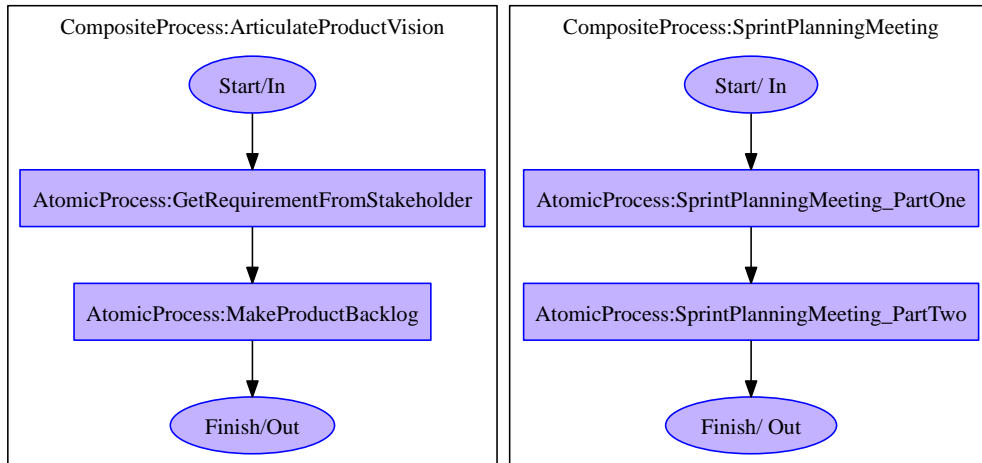 CompositeProcess:ArticulateProductVision
Start/In
AtomicProcess:GetRequirementFromStakeholder
AtomicProcess:MakeProductBacklog
Finish/Out
CompositeProcess:SprintPlanningMeeting
Start/ In
AtomicProcess:SprintPlanningMeeting_PartOne
AtomicProcess:SprintPlanningMeeting_PartTwo
Finish/ Out